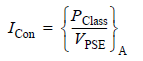 I_Con = {P_Class / V_PSE}_A